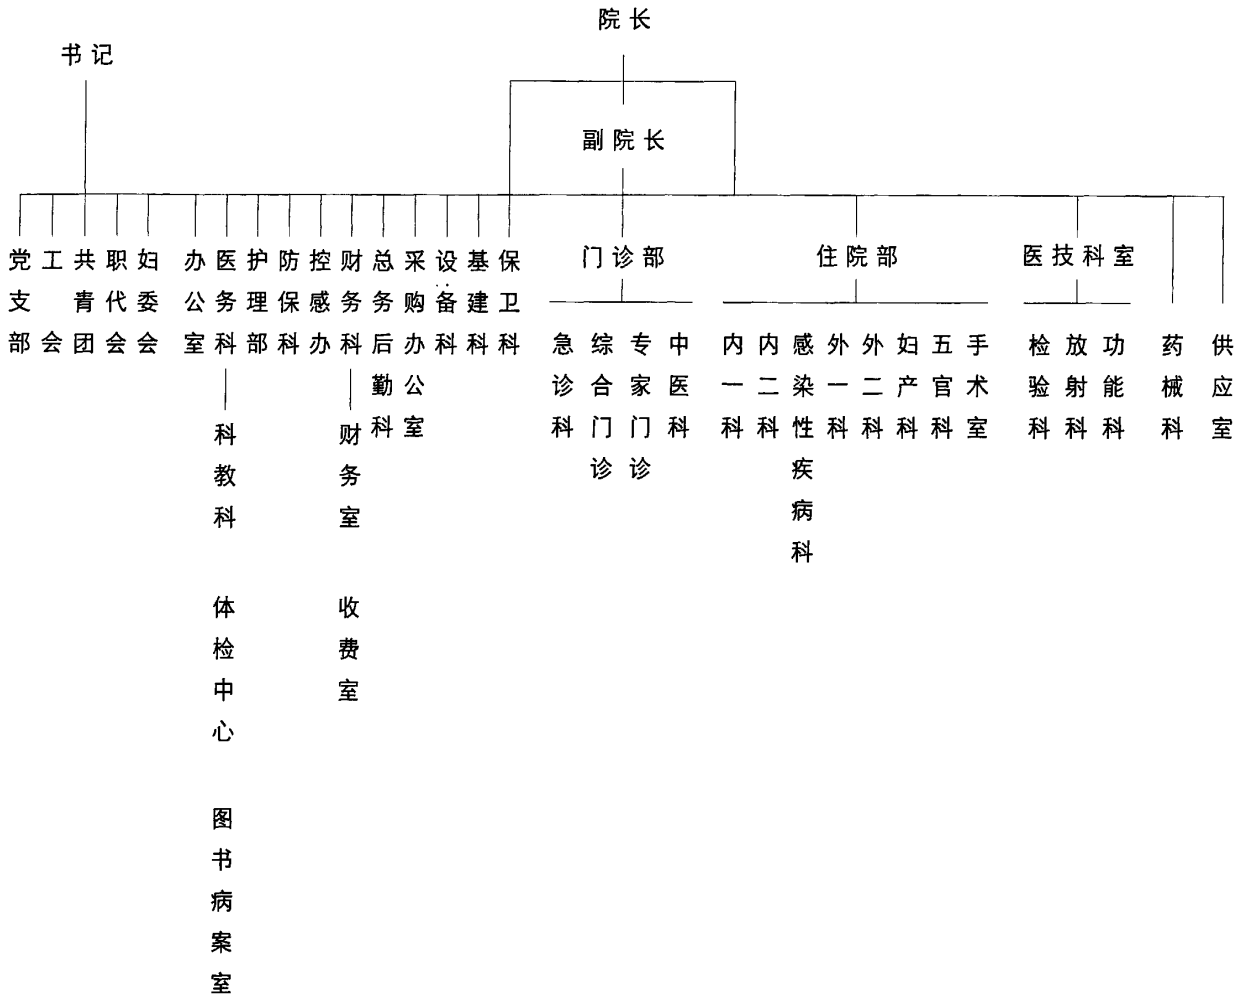 院长
书记
副院长
党支部
工会
共青团
职代会
妇委会
办公室
医务科
护理部
防保科
控感办
财务科
总务后勤科
采购办公室
设备科
基建科
保卫科
门诊部
住院部
医技科室
急诊科
综合门诊
专家门诊
中医科
内一科
内二科
感染性疾病科
外一科
外二科
妇产科
五官科
手术室
检验科
放射科
功能科
药械科
供应室
科教科
财务室
体检中心
收费室
图书病案室